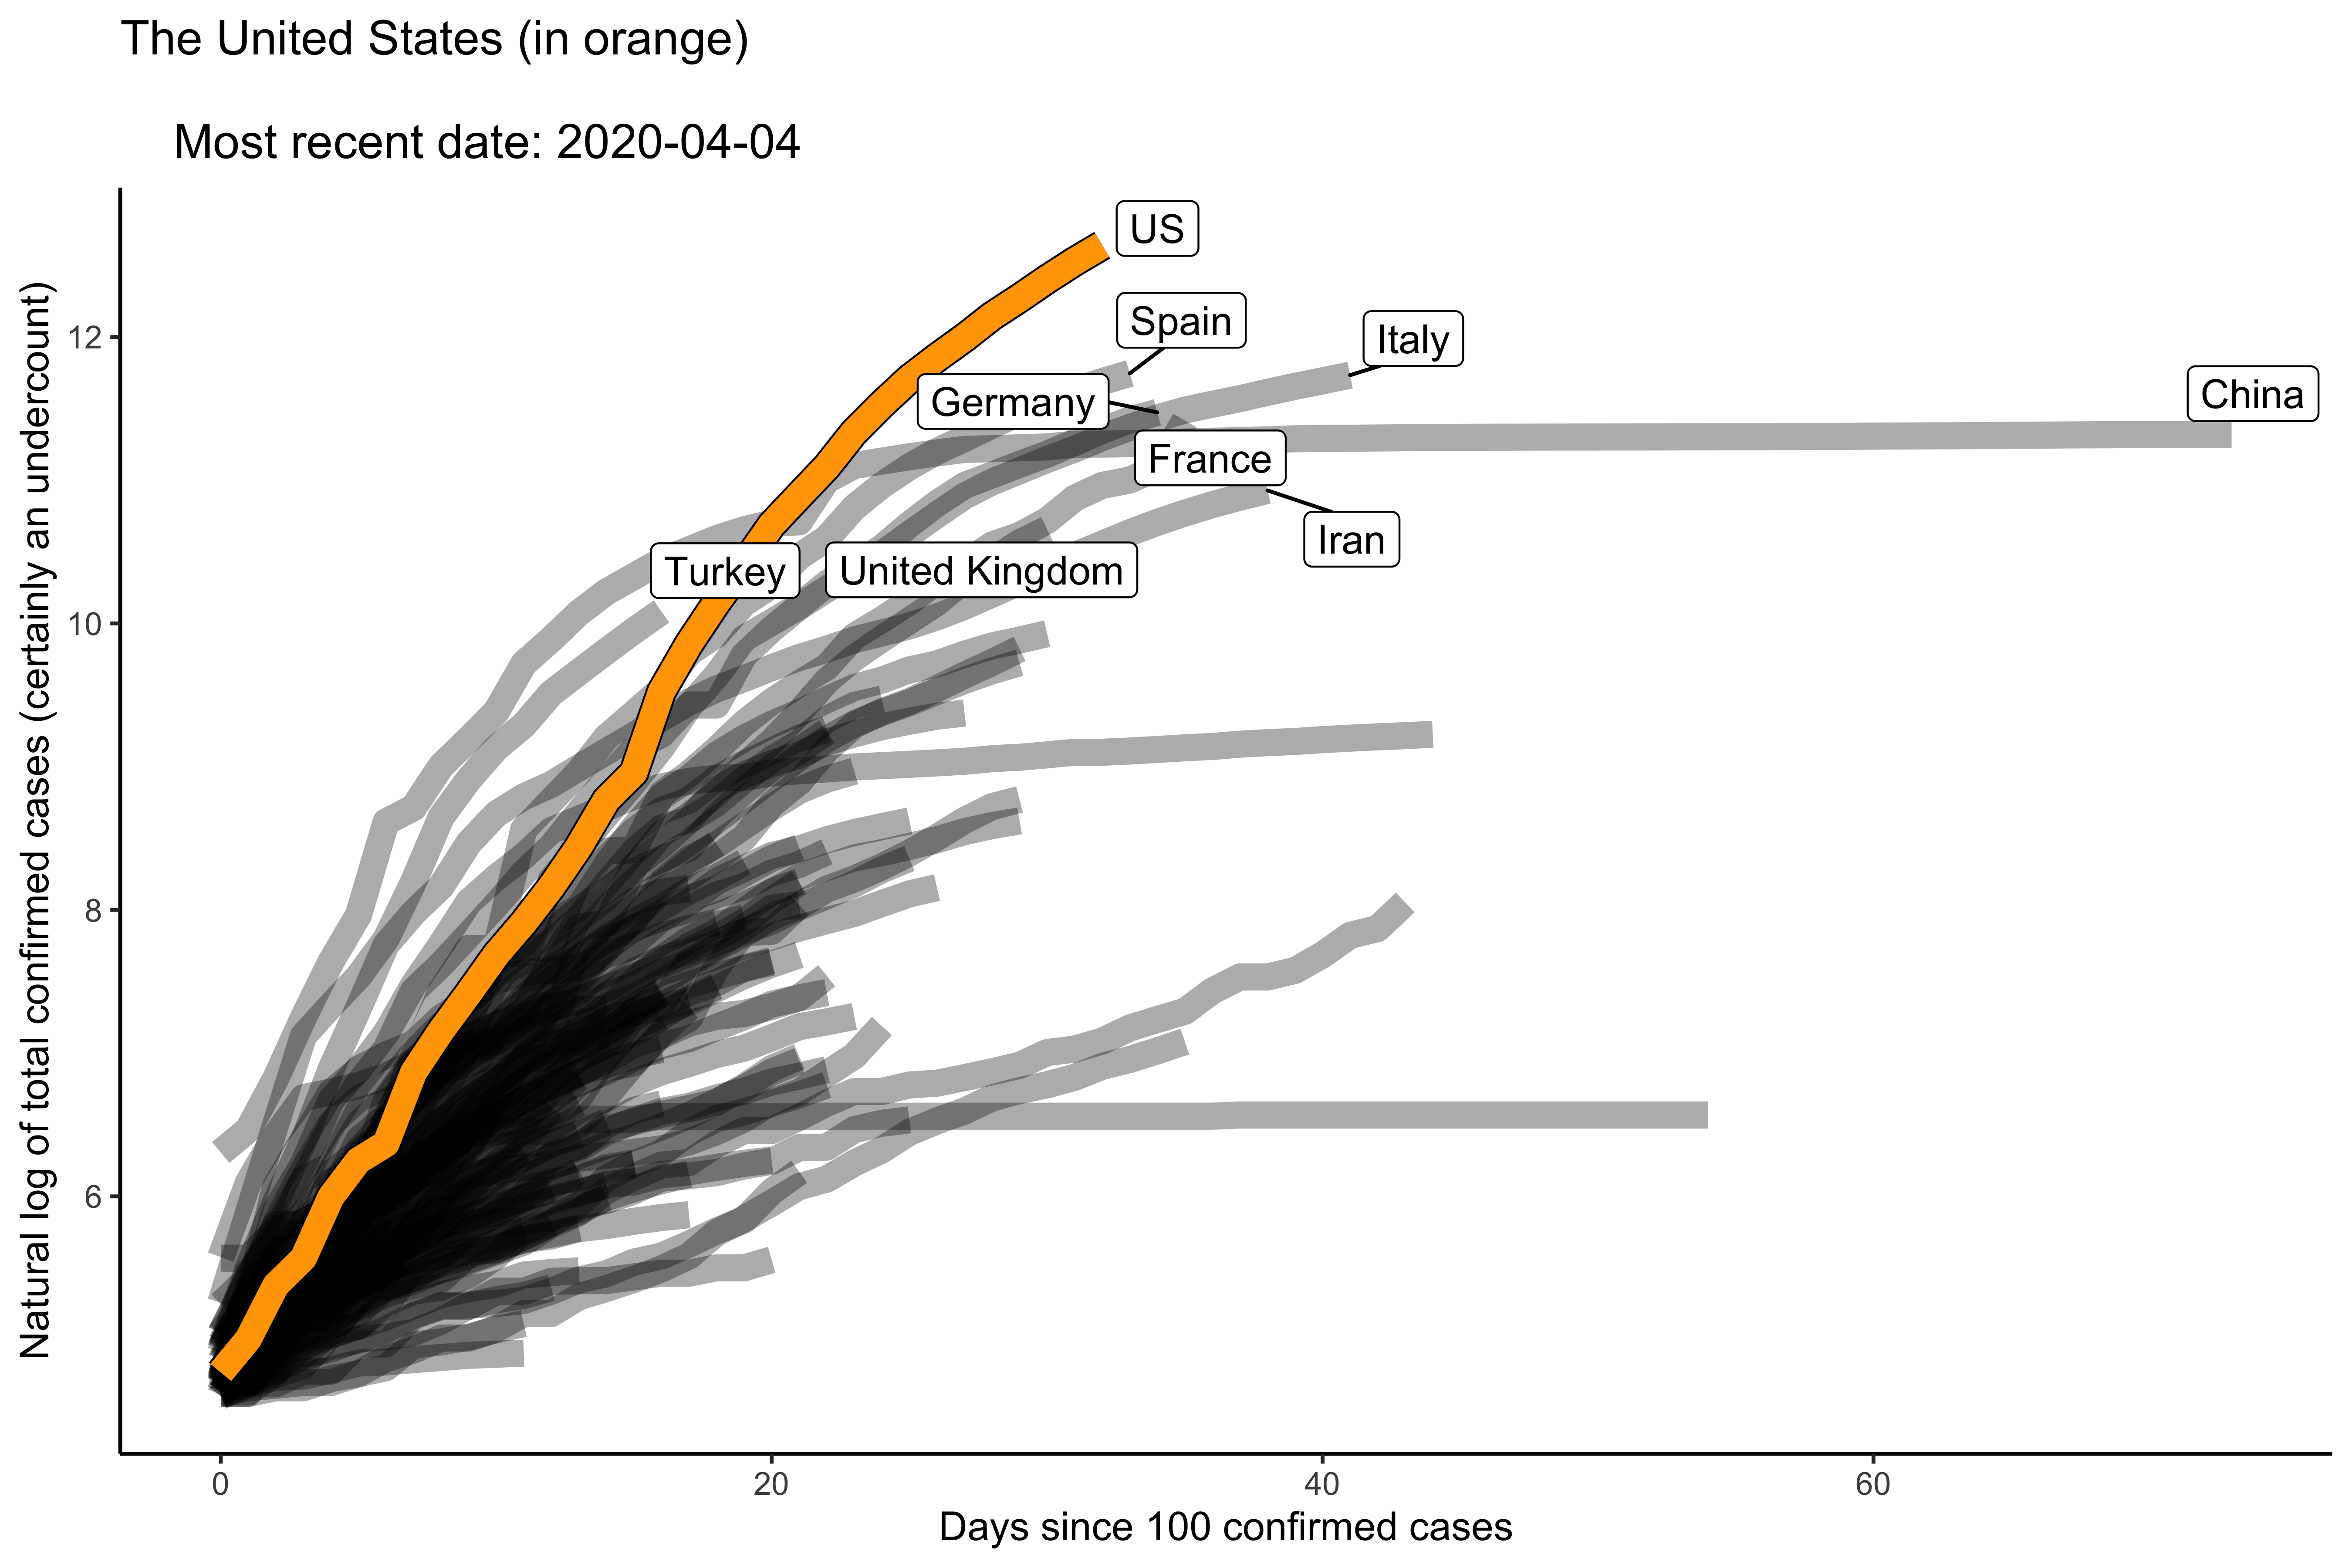 The United States (in orange)
Most recent date: 2020-04-04
Natural log of total confirmed cases (certainly an undercount)
12
10
8
6
US
Spain
Italy
China
Germany
France
Iran
Turkey
United Kingdom
0
20
40
60
Days since 100 confirmed cases